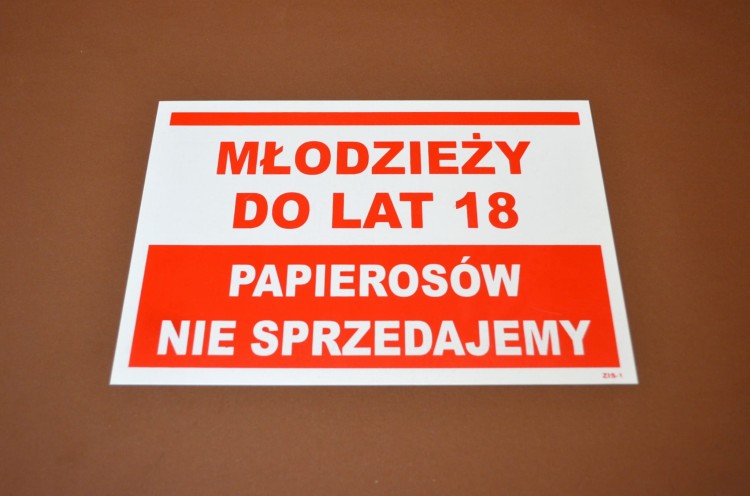 MŁODZIEŻY
DO LAT 18
PAPIEROSÓW
NIE SPRZEDAJEMY